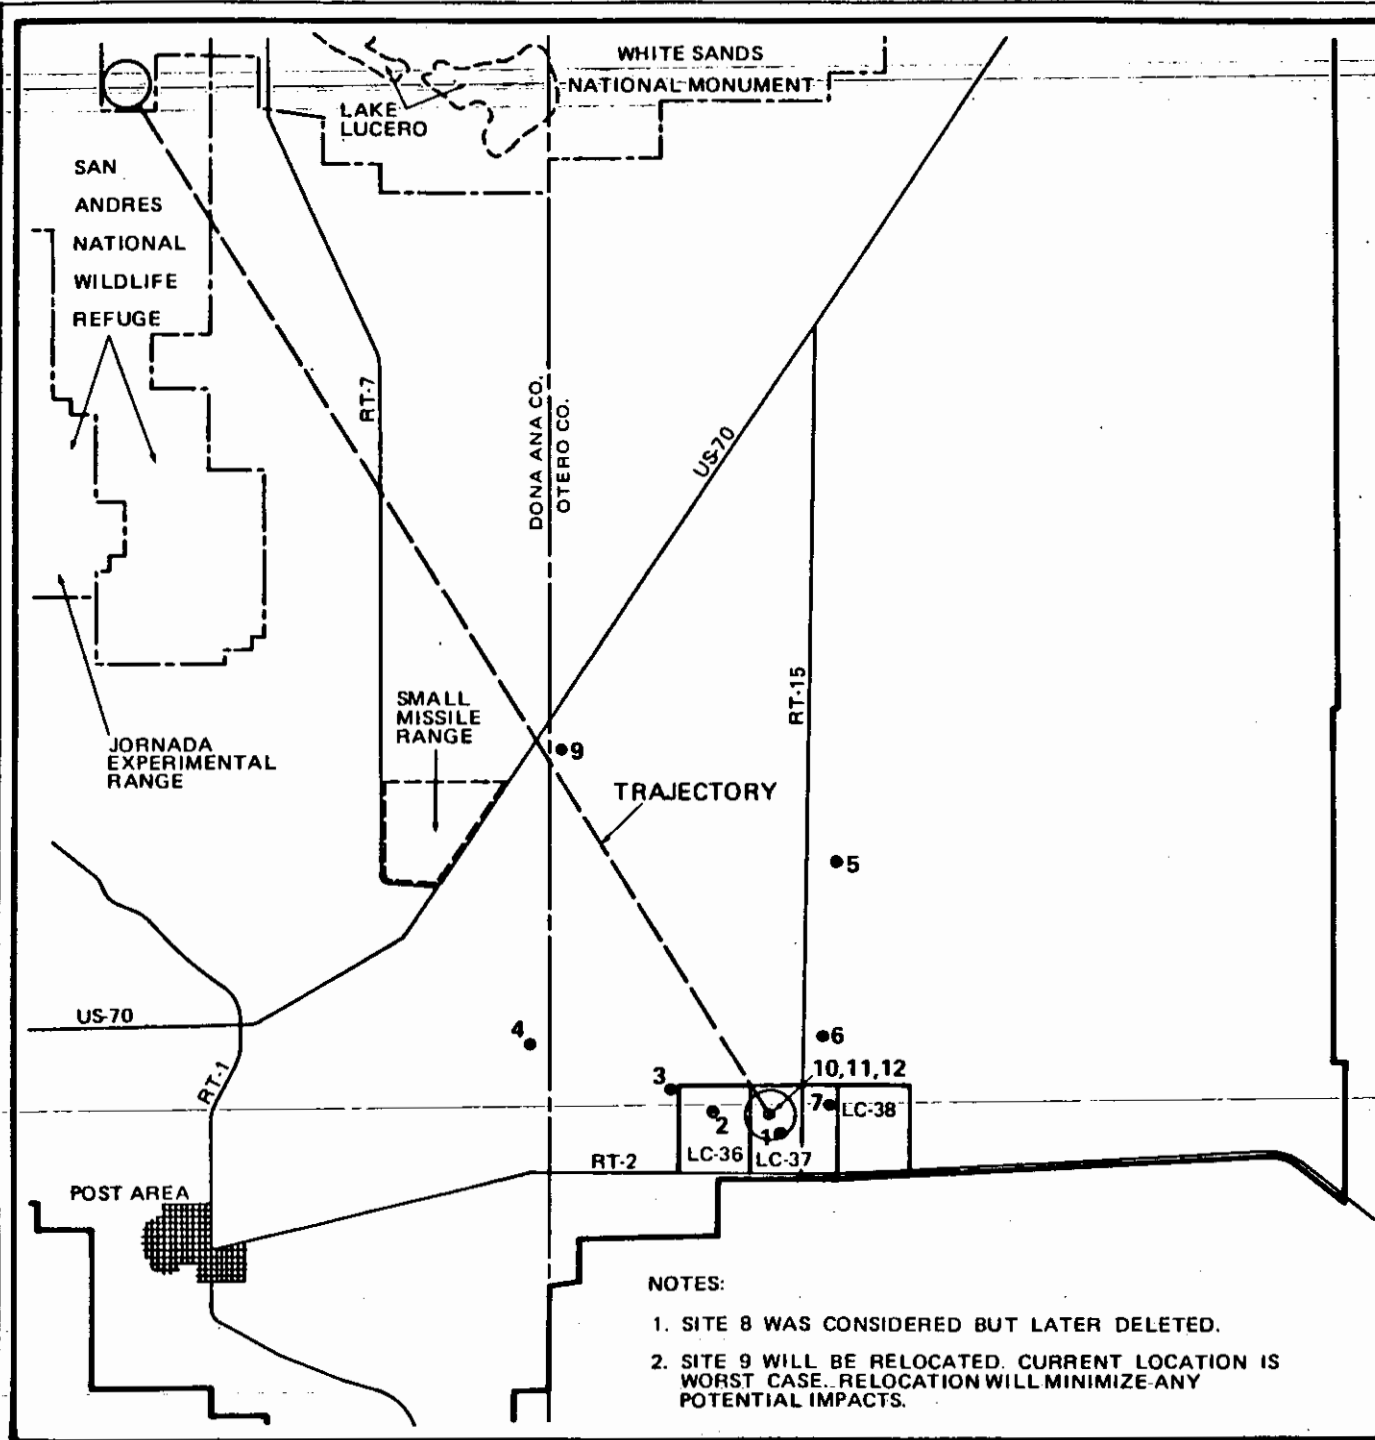 WHITE SANDS
NATIONAL MONUMENT
LAKE
LUCERO
SAN
ANDRES
NATIONAL
WILDLIFE
REFUGE
RT-7
DONA ANA CO.
OTERO CO.
US-70
RT-15
SMALL
MISSILE
RANGE
JORNADA
EXPERIMENTAL
RANGE
9
TRAJECTORY
5
US-70
4
6
RT-1
3
10,11,12
2
1
7
LC-38
LC-36
LC-37
RT-2
POST AREA
NOTES:
1. SITE 8 WAS CONSIDERED BUT LATER DELETED.
2. SITE 9 WILL BE RELOCATED. CURRENT LOCATION IS
WORST CASE. RELOCATION WILL MINIMIZE ANY
POTENTIAL IMPACTS.